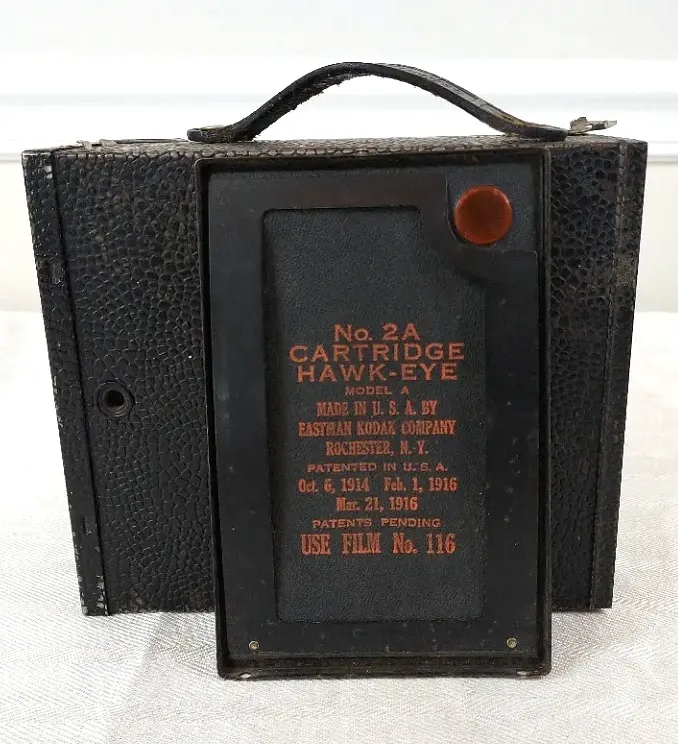 No. 2A
CARTRIDGE
HAWK-EYE
MODEL A
MADE IN U. S. A. BY
EASTMAN KODAK COMPANY
ROCHESTER, N.Y.
PATENTED IN U.S.A.
Oct. 6, 1914 Feb. 1, 1916
Mar. 21, 1916
PATENTS PENDING
USE FILM No. 116